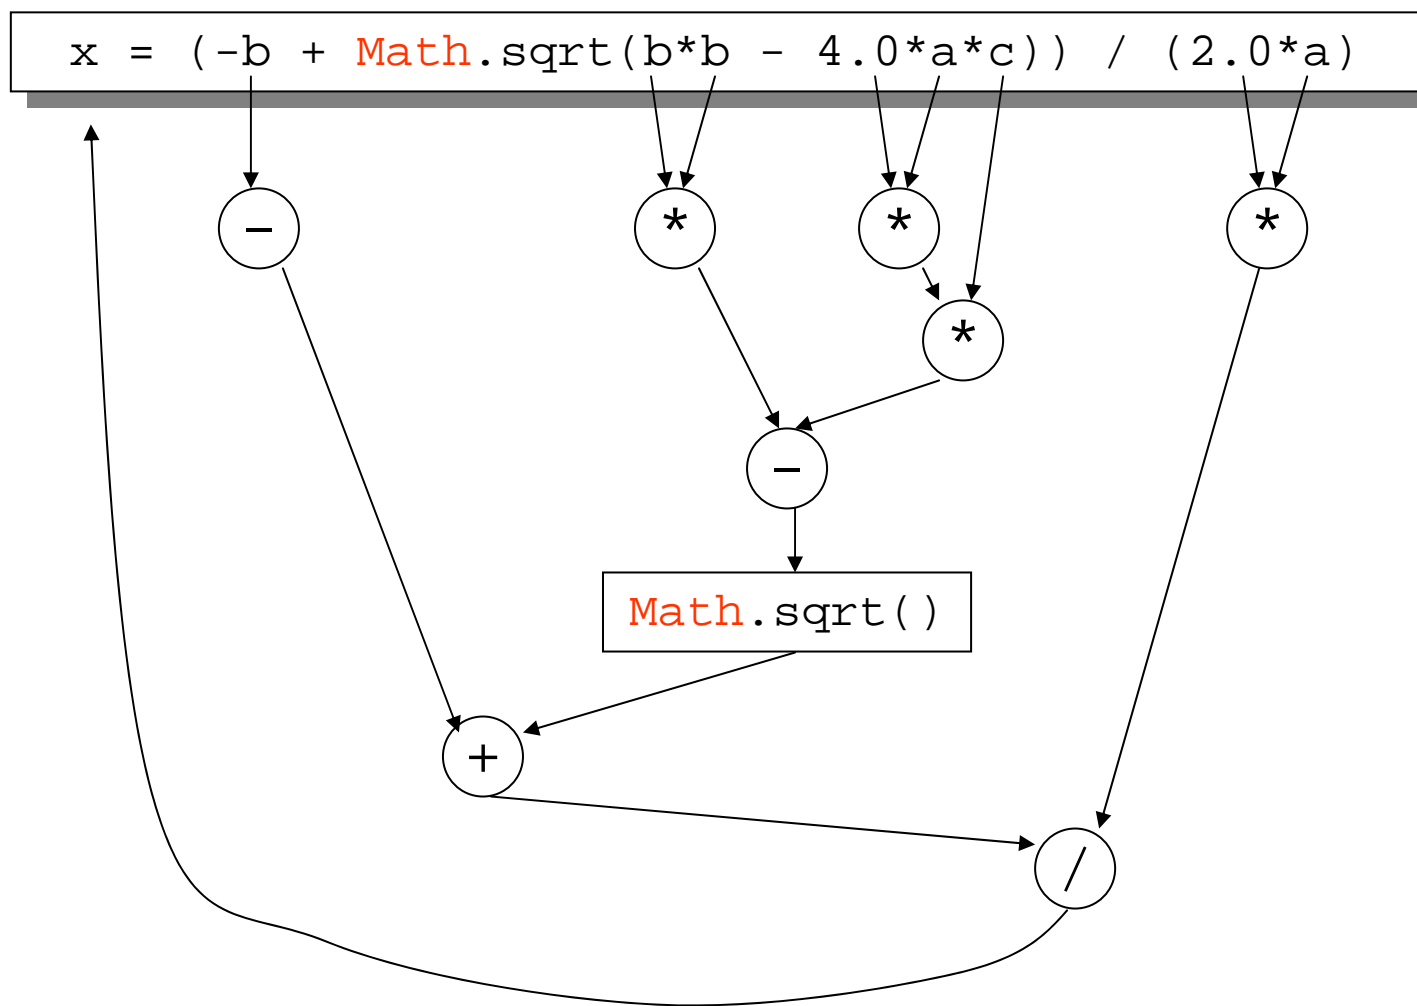 x = (-b + Math.sqrt(b*b - 4.0*a*c)) / (2.0*a)
- * * *
*
-
Math.sqrt()
+
/